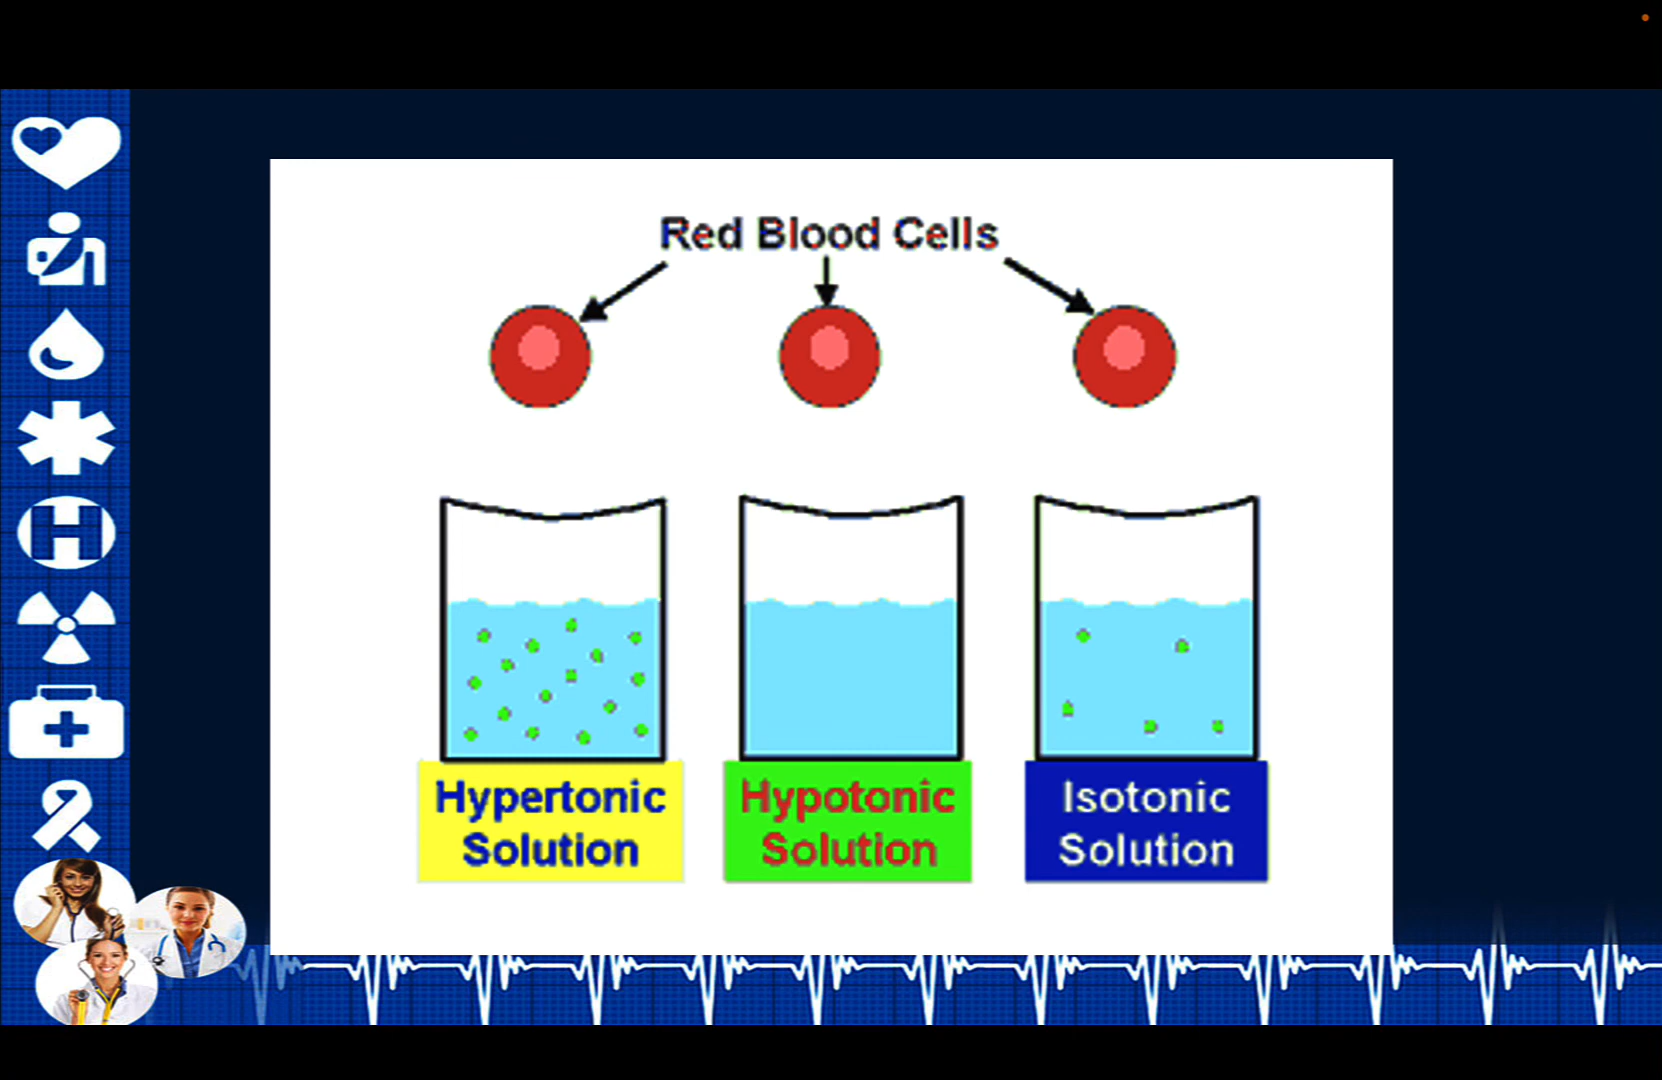 Red Blood Cells
Hypertonic
Solution
Hypotonic
Solution
Isotonic
Solution